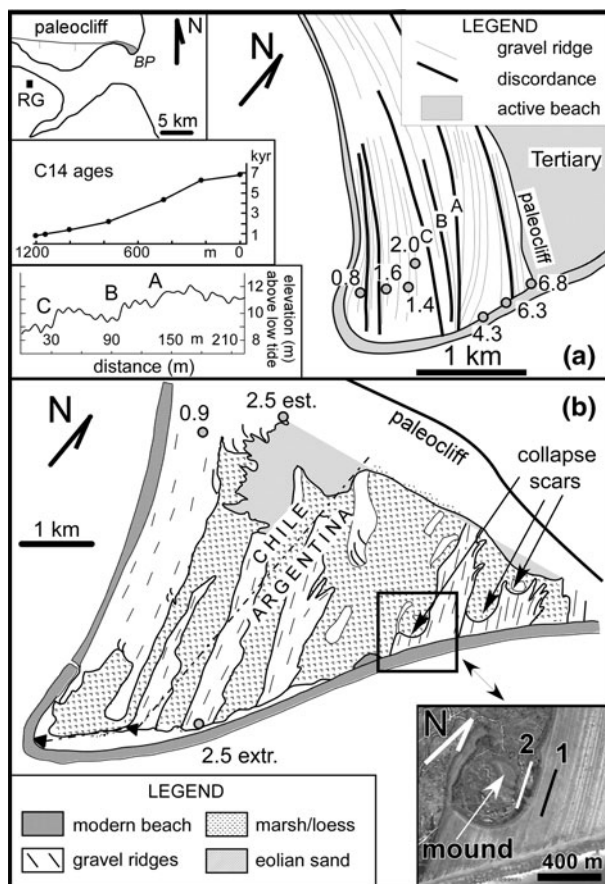 paleocliff
N
BP
RG
5 km
C14 ages
kyr
7
5
3
1
1200 600 m 0
C B A
12
10
8
elevation (m)
above low tide
30 90 150 m 210
distance (m)
N
LEGEND
gravel ridge
discordance
active beach
Tertiary
paleocliff
A
B
C
2.0
0.8
1.6
1.4
6.8
6.3
4.3
1 km
(a)
(b)
N
0.9
2.5 est.
paleocliff
collapse
scars
1 km
CHILE
ARGENTINA
2.5 extr.
LEGEND
modern beach
marsh/loess
gravel ridges
eolian sand
N
2
1
mound
400 m